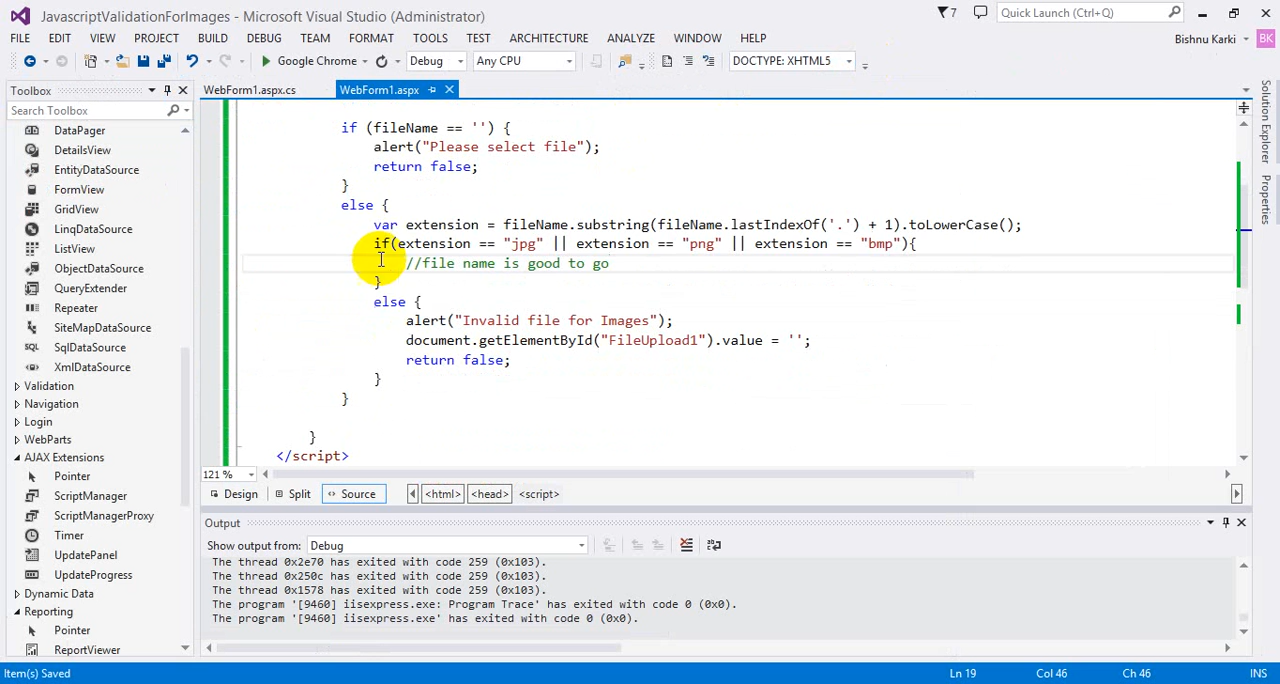 JavascriptValidationForImages - Microsoft Visual Studio (Administrator)
7
Quick Launch (Ctrl+Q)
FILE EDIT VIEW PROJECT BUILD DEBUG TEAM FORMAT TOOLS TEST ARCHITECTURE ANALYZE WINDOW HELP
Bishnu Karki BK
Google Chrome Debug Any CPU DOCTYPE: XHTML5
Toolbox
WebForm1.aspx.cs WebForm1.aspx
Search Toolbox
DataPager
DetailsView
EntityDataSource
FormView
GridView
LinqDataSource
ListView
ObjectDataSource
QueryExtender
Repeater
SiteMapDataSource
SqlDataSource
XmlDataSource
Validation
Navigation
Login
WebParts
AJAX Extensions
Pointer
ScriptManager
ScriptManagerProxy
Timer
UpdatePanel
UpdateProgress
Dynamic Data
Reporting
Pointer
ReportViewer
if (fileName == '') {
alert("Please select file");
return false;
}
else {
var extension = fileName.substring(fileName.lastIndexOf('.') + 1).toLowerCase();
if(extension == "jpg" || extension == "png" || extension == "bmp"){
//file name is good to go
}
else {
alert("Invalid file for Images");
document.getElementById("FileUpload1").value = '';
return false;
}
}
}
</script>
121 %
Design Split Source <html> <head> <script>
Output
Show output from: Debug
The thread 0x2e70 has exited with code 259 (0x103).
The thread 0x250c has exited with code 259 (0x103).
The thread 0x1578 has exited with code 259 (0x103).
The program '[9460] iisexpress.exe: Program Trace' has exited with code 0 (0x0).
The program '[9460] iisexpress.exe' has exited with code 0 (0x0).
Solution Explorer
Properties
Item(s) Saved
Ln 19 Col 46 Ch 46 INS